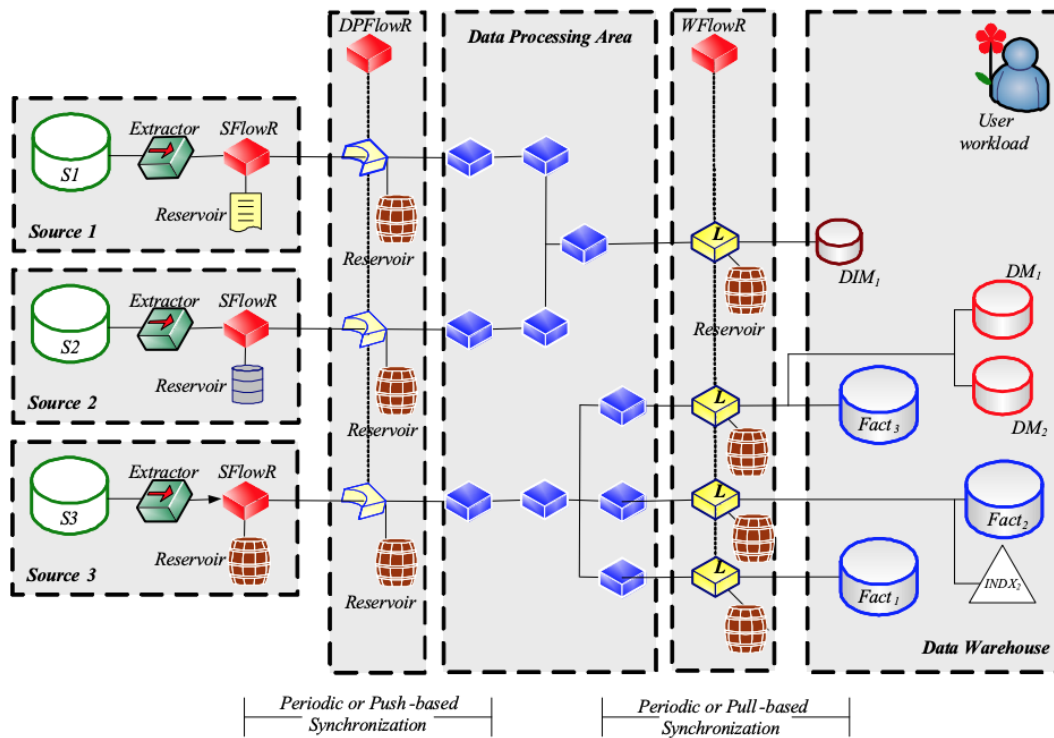 DPFlowR
Data Processing Area
WFlowR
User
workload
Extractor
SFlowR
S1
Reservoir
Source 1
Reservoir
L
DIM1
DM1
Reservoir
Extractor
SFlowR
S2
Reservoir
Source 2
Reservoir
L
Fact3
DM2
Extractor
SFlowR
S3
Reservoir
Source 3
Reservoir
L
Fact2
L
Fact1
INDX2
Data Warehouse
Periodic or Push-based
Synchronization
Periodic or Pull-based
Synchronization